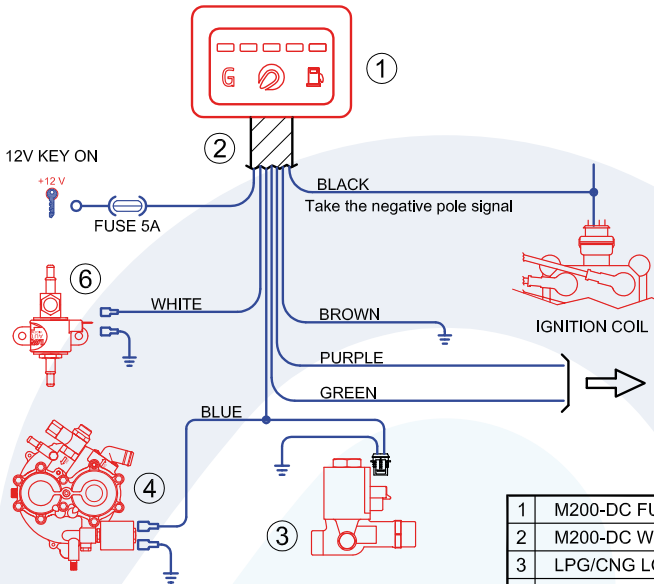 1
G
2
12V KEY ON
+12 V
FUSE 5A
BLACK
Take the negative pole signal
6
WHITE
BROWN
IGNITION COIL
PURPLE
GREEN
BLUE
4
3
1 M200-DC FU
2 M200-DC W
3 LPG/CNG LO